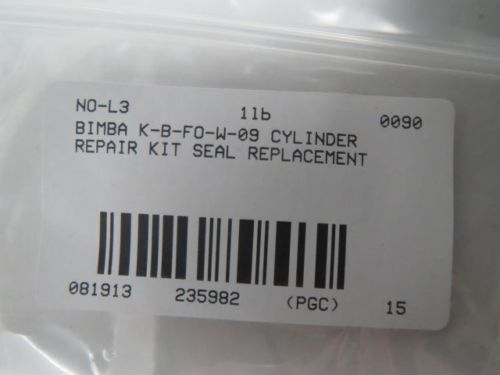 NO-L3 1lb 0090
BIMBA K-B-FO-W-09 CYLINDER
REPAIR KIT SEAL REPLACEMENT
081913 235982 (PGC) 15